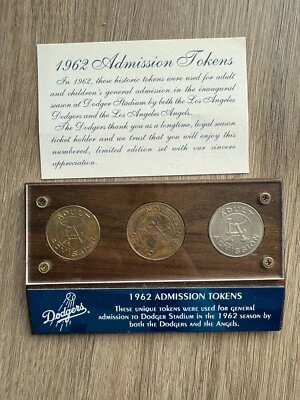 1962 Admission Tokens
In 1962, these historic tokens were used for adult
and children's general admission in the inaugural
season at Dodger Stadium by both the Los Angeles
Dodgers and the Los Angeles Angels.
The Dodgers thank you as a longtime, loyal season
ticket holder and we trust that you will enjoy this
numbered, limited edition set with our sincere
appreciation.
ADULT
LA
ADMISSION
ADMISSION
ADULT
LA
ADMISSION
Dodgers
1962 ADMISSION TOKENS
These unique tokens were used for general
admission to Dodger Stadium in the 1962 season by
both the Dodgers and the Angels.